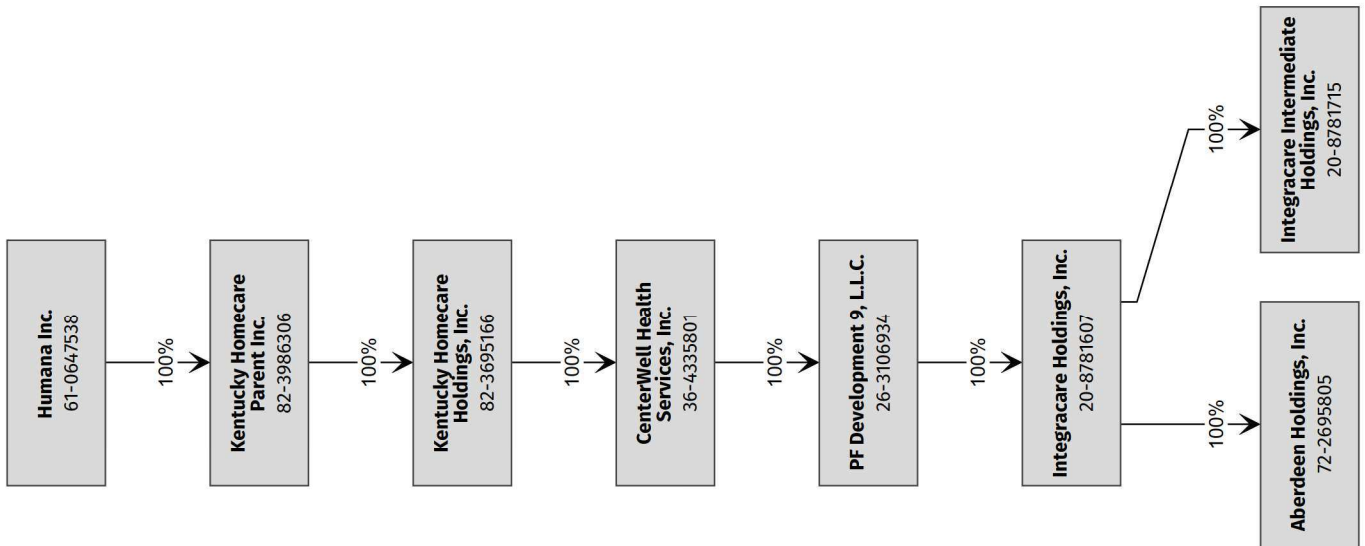 Humana Inc.
61-0647538
100%
Kentucky Homecare
Parent Inc.
82-3986306
100%
Kentucky Homecare
Holdings, Inc.
82-3695166
100%
CenterWell Health
Services, Inc.
36-4335801
100%
PF Development 9, L.L.C.
26-3106934
100%
Integracare Holdings, Inc.
20-8781607
100%
Aberdeen Holdings, Inc.
72-2695805
100%
Integracare Intermediate
Holdings, Inc.
20-8781715